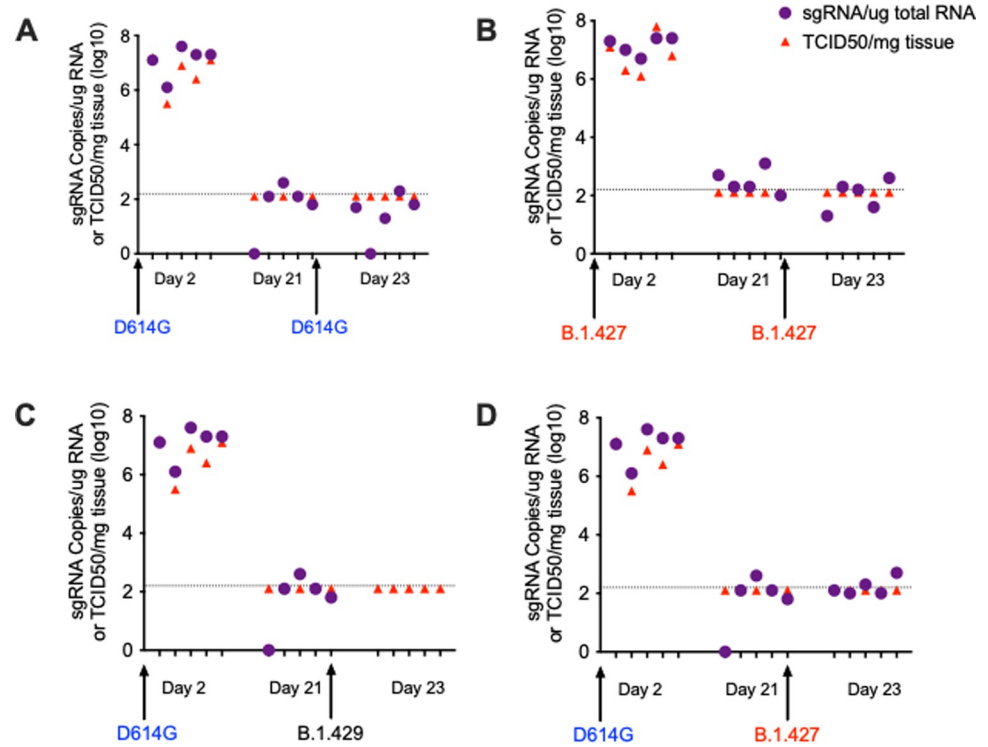 sgRNA/ug total RNA
TCID50/mg tissue
A
sgRNA Copies/ug RNA
or TCID50/mg tissue (log10)
8
6
4
2
0
Day 2
Day 21
Day 23
D614G
D614G
B
sgRNA Copies/ug RNA
or TCID50/mg tissue (log10)
8
6
4
2
0
Day 2
Day 21
Day 23
B.1.427
B.1.427
C
sgRNA Copies/ug RNA
or TCID50/mg tissue (log10)
8
6
4
2
0
Day 2
Day 21
Day 23
D614G
B.1.429
D
sgRNA Copies/ug RNA
or TCID50/mg tissue (log10)
8
6
4
2
0
Day 2
Day 21
Day 23
D614G
B.1.427